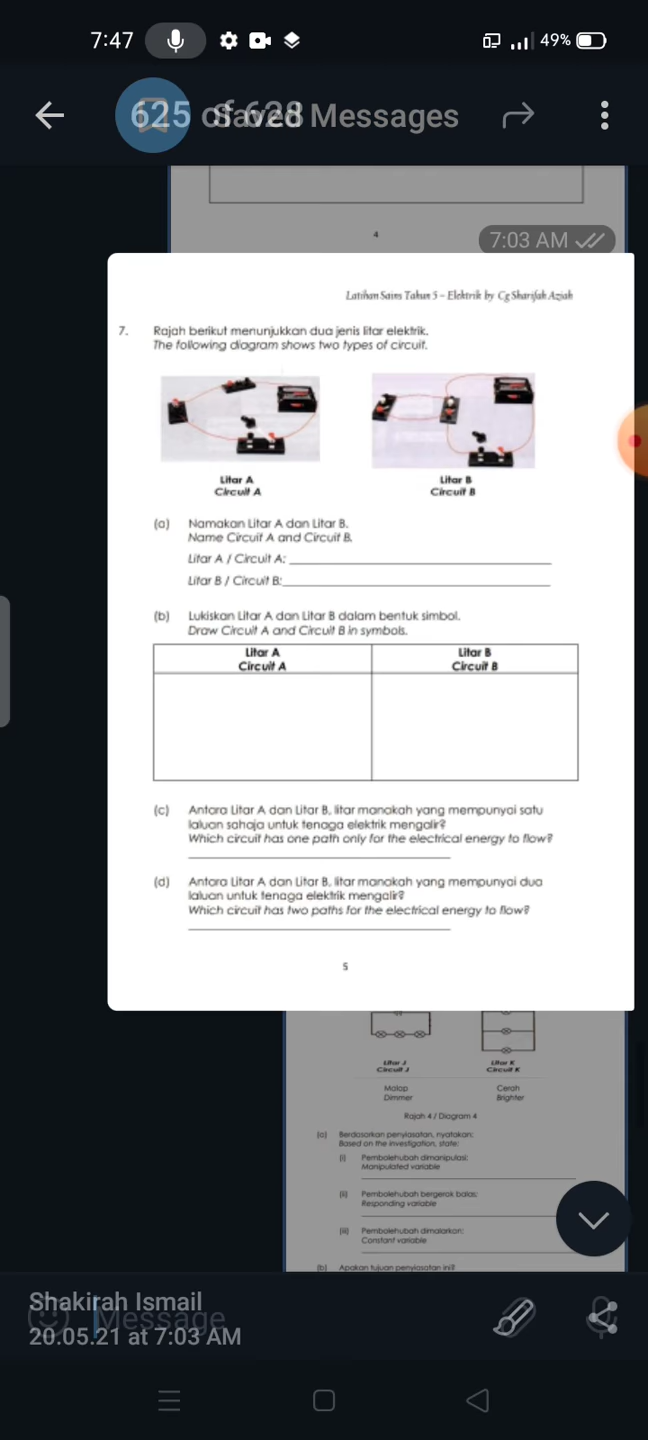 7:47
49%
625 of 628
Saved Messages
4
7:03 AM
Latihan Sains Tahun 5 – Elektrik by Cg Sharifah Aziah
7. Rajah berikut menunjukkan dua jenis litar elektrik.
The following diagram shows two types of circuit.
Litar A
Circuit A
Litar B
Circuit B
(a) Namakan Litar A dan Litar B.
Name Circuit A and Circuit B.
Litar A / Circuit A:
Litar B / Circuit B:
(b) Lukiskan Litar A dan Litar B dalam bentuk simbol.
Draw Circuit A and Circuit B in symbols.
Litar A
Circuit A
Litar B
Circuit B
(c) Antara Litar A dan Litar B, litar manakah yang mempunyai satu
laluan sahaja untuk tenaga elektrik mengalir?
Which circuit has one path only for the electrical energy to flow?
(d) Antara Litar A dan Litar B, litar manakah yang mempunyai dua
laluan untuk tenaga elektrik mengalir?
Which circuit has two paths for the electrical energy to flow?
5
Litar J
Circuit J
Litar K
Circuit K
Malap
Dimmer
Cerah
Brighter
Rajah 4 / Diagram 4
(a) Berdasarkan penyiasatan, nyatakan:
Based on the investigation, state:
(i) Pembolehubah dimanipulasi:
Manipulated variable
(ii) Pembolehubah bergerak balas:
Responding variable
(iii) Pembolehubah dimalarkan:
Constant variable
(b) Apakan tujuan penyiasatan ini?
Shakirah Ismail
Message
20.05.21 at 7:03 AM